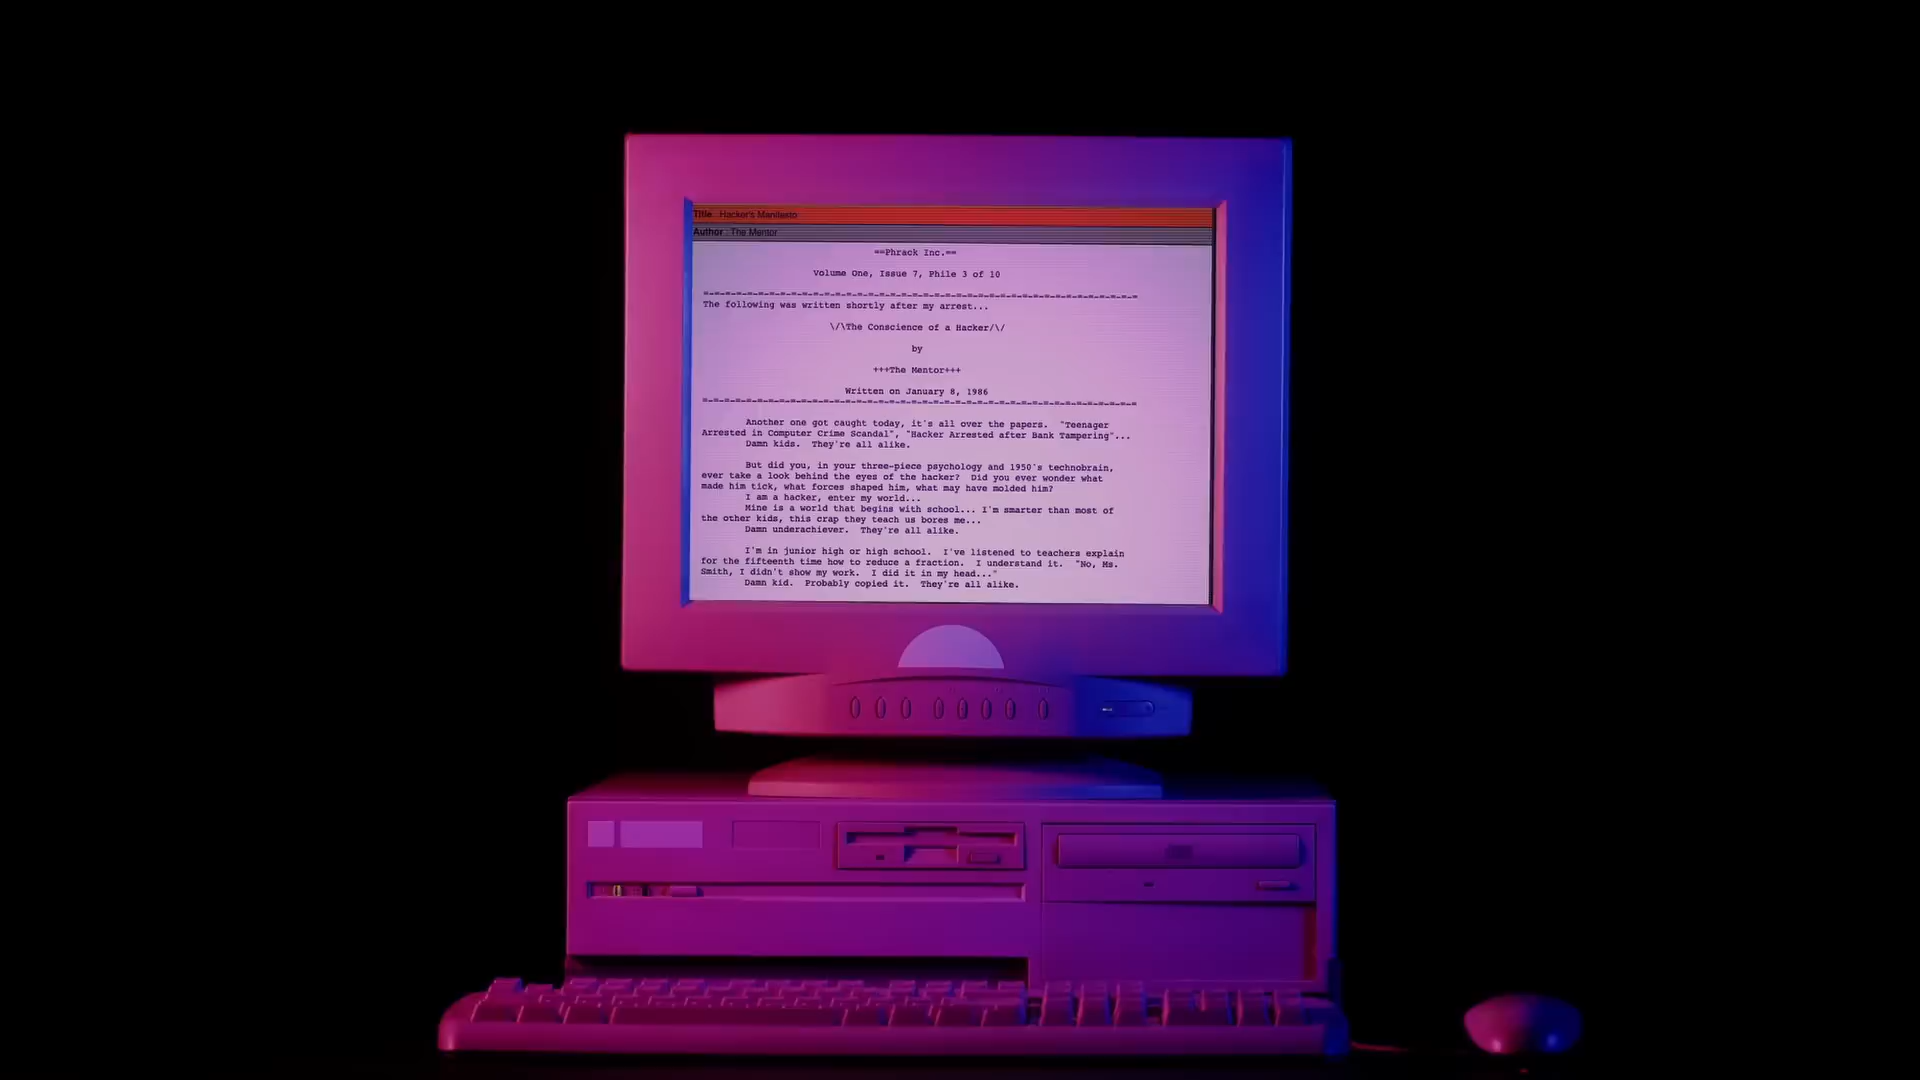 Title : Hacker's Manifesto
Author : The Mentor
==Phrack Inc.==
Volume One, Issue 7, Phile 3 of 10
=-=-=-=-=-=-=-=-=-=-=-=-=-=-=-=-=-=-=-=-=-=-=-=-=-=-=-=-=-=-=-=-=-=-=-=-=-=-=-=
The following was written shortly after my arrest...
\/\The Conscience of a Hacker/\/
by
+++The Mentor+++
Written on January 8, 1986
=-=-=-=-=-=-=-=-=-=-=-=-=-=-=-=-=-=-=-=-=-=-=-=-=-=-=-=-=-=-=-=-=-=-=-=-=-=-=-=
Another one got caught today, it's all over the papers. "Teenager
Arrested in Computer Crime Scandal", "Hacker Arrested after Bank Tampering"...
Damn kids. They're all alike.
But did you, in your three-piece psychology and 1950's technobrain,
ever take a look behind the eyes of the hacker? Did you ever wonder what
made him tick, what forces shaped him, what may have molded him?
I am a hacker, enter my world...
Mine is a world that begins with school... I'm smarter than most of
the other kids, this crap they teach us bores me...
Damn underachiever. They're all alike.
I'm in junior high or high school. I've listened to teachers explain
for the fifteenth time how to reduce a fraction. I understand it. "No, Ms.
Smith, I didn't show my work. I did it in my head..."
Damn kid. Probably copied it. They're all alike.